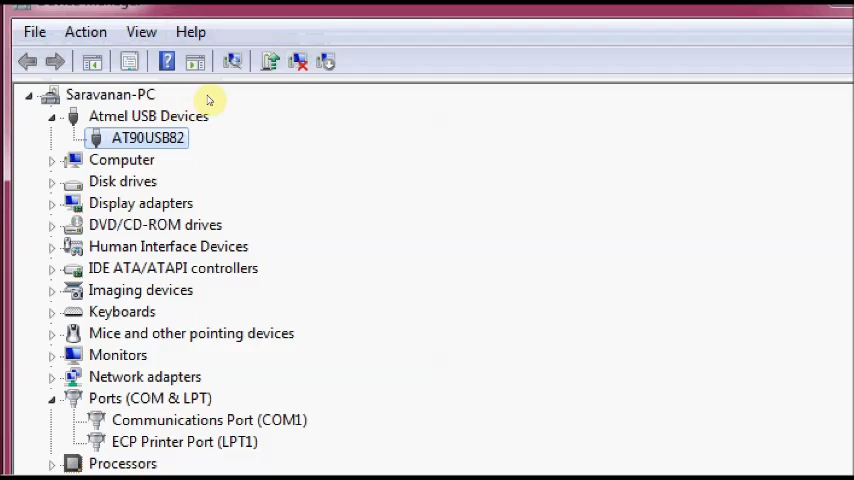 File Action View Help
Saravanan-PC
Atmel USB Devices
AT90USB82
Computer
Disk drives
Display adapters
DVD/CD-ROM drives
Human Interface Devices
IDE ATA/ATAPI controllers
Imaging devices
Keyboards
Mice and other pointing devices
Monitors
Network adapters
Ports (COM & LPT)
Communications Port (COM1)
ECP Printer Port (LPT1)
Processors